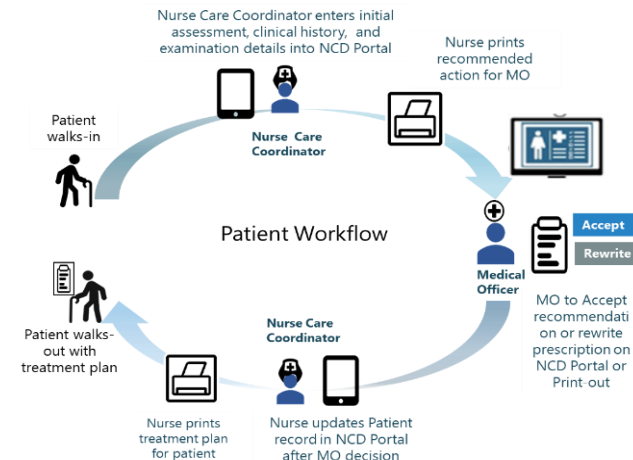 Nurse Care Coordinator enters initial
assessment, clinical history, and
examination details into NCD Portal
Nurse prints
recommended
action for MO
Patient
walks-in
Nurse Care
Coordinator
Patient Workflow
Accept
Rewrite
Medical
Officer
MO to Accept
recommendati
on or rewrite
prescription on
NCD Portal or
Print-out
Nurse Care
Coordinator
Patient walks-
out with
treatment plan
Nurse prints
treatment plan
for patient
Nurse updates Patient
record in NCD Portal
after MO decision